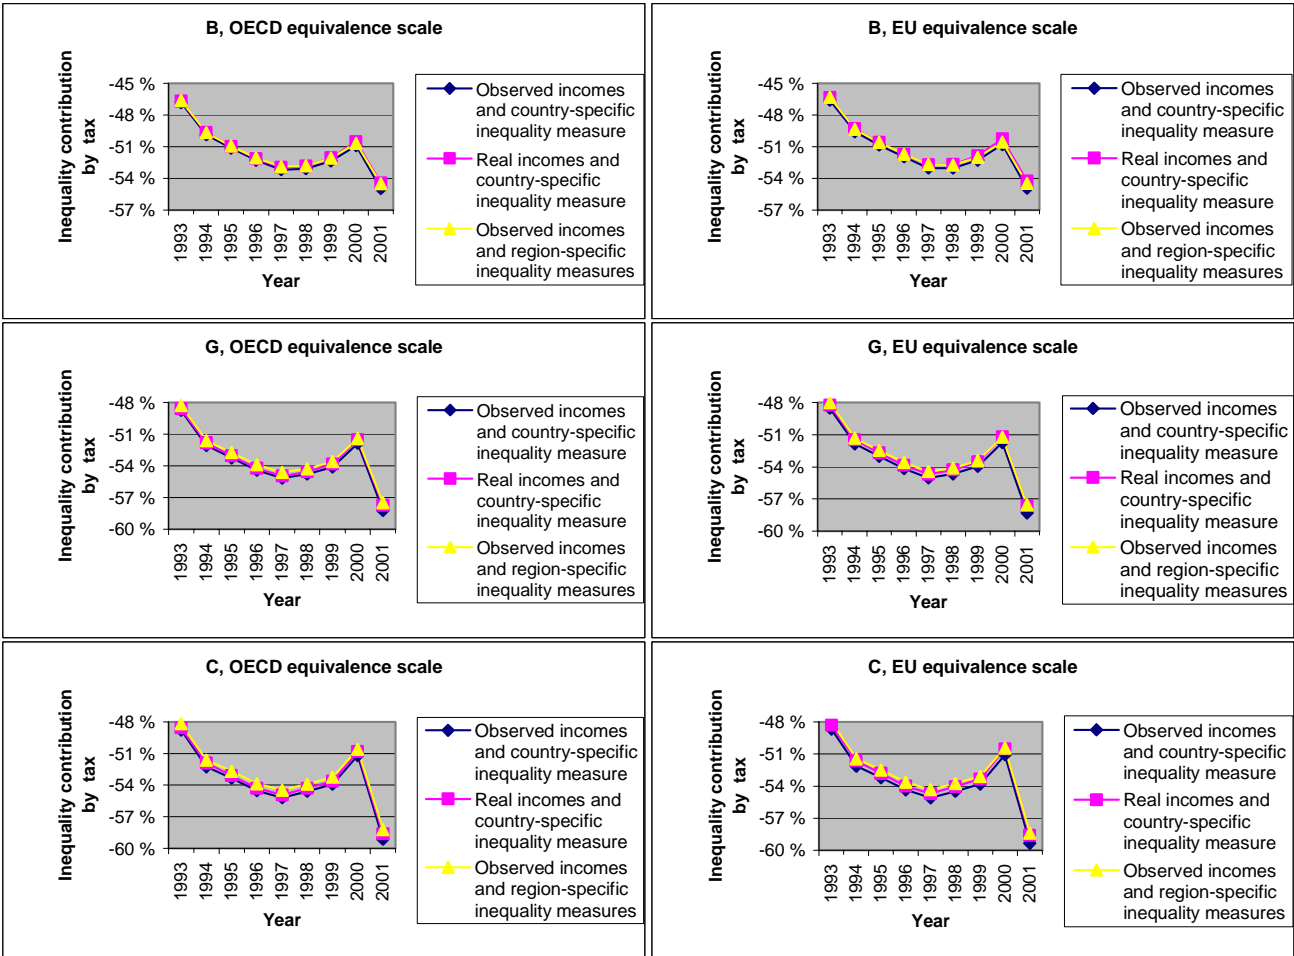 B, OECD equivalence scale
Inequality contribution
by tax
-45 %
-48 %
-51 %
-54 %
-57 %
1993
1994
1995
1996
1997
1998
1999
2000
2001
Year
Observed incomes
and country-specific
inequality measure
Real incomes and
country-specific
inequality measure
Observed incomes
and region-specific
inequality measures
B, EU equivalence scale
Inequality contribution
by tax
-45 %
-48 %
-51 %
-54 %
-57 %
1993
1994
1995
1996
1997
1998
1999
2000
2001
Year
Observed incomes
and country-specific
inequality measure
Real incomes and
country-specific
inequality measure
Observed incomes
and region-specific
inequality measures
G, OECD equivalence scale
Inequality contribution
by tax
-48 %
-51 %
-54 %
-57 %
-60 %
1993
1994
1995
1996
1997
1998
1999
2000
2001
Year
Observed incomes
and country-specific
inequality measure
Real incomes and
country-specific
inequality measure
Observed incomes
and region-specific
inequality measures
G, EU equivalence scale
Inequality contribution
by tax
-48 %
-51 %
-54 %
-57 %
-60 %
1993
1994
1995
1996
1997
1998
1999
2000
2001
Year
Observed incomes
and country-specific
inequality measure
Real incomes and
country-specific
inequality measure
Observed incomes
and region-specific
inequality measures
C, OECD equivalence scale
Inequality contribution
by tax
-48 %
-51 %
-54 %
-57 %
-60 %
1993
1994
1995
1996
1997
1998
1999
2000
2001
Year
Observed incomes
and country-specific
inequality measure
Real incomes and
country-specific
inequality measure
Observed incomes
and region-specific
inequality measures
C, EU equivalence scale
Inequality contribution
by tax
-48 %
-51 %
-54 %
-57 %
-60 %
1993
1994
1995
1996
1997
1998
1999
2000
2001
Year
Observed incomes
and country-specific
inequality measure
Real incomes and
country-specific
inequality measure
Observed incomes
and region-specific
inequality measures